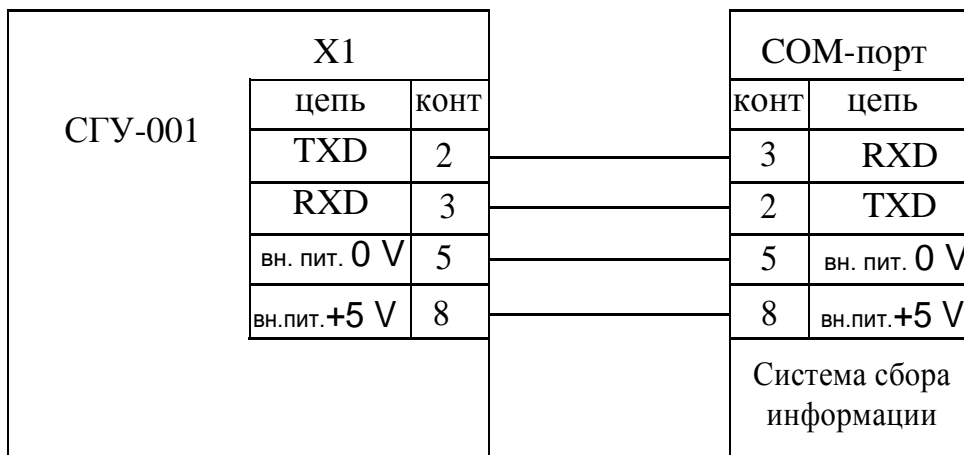 X1
COM-порт
цепь конт
конт цепь
СГУ-001
TXD 2
3 RXD
RXD 3
2 TXD
вн. пит. 0 V 5
5 вн. пит. 0 V
вн.пит.+5 V 8
8 вн.пит.+5 V
Система сбора
информации